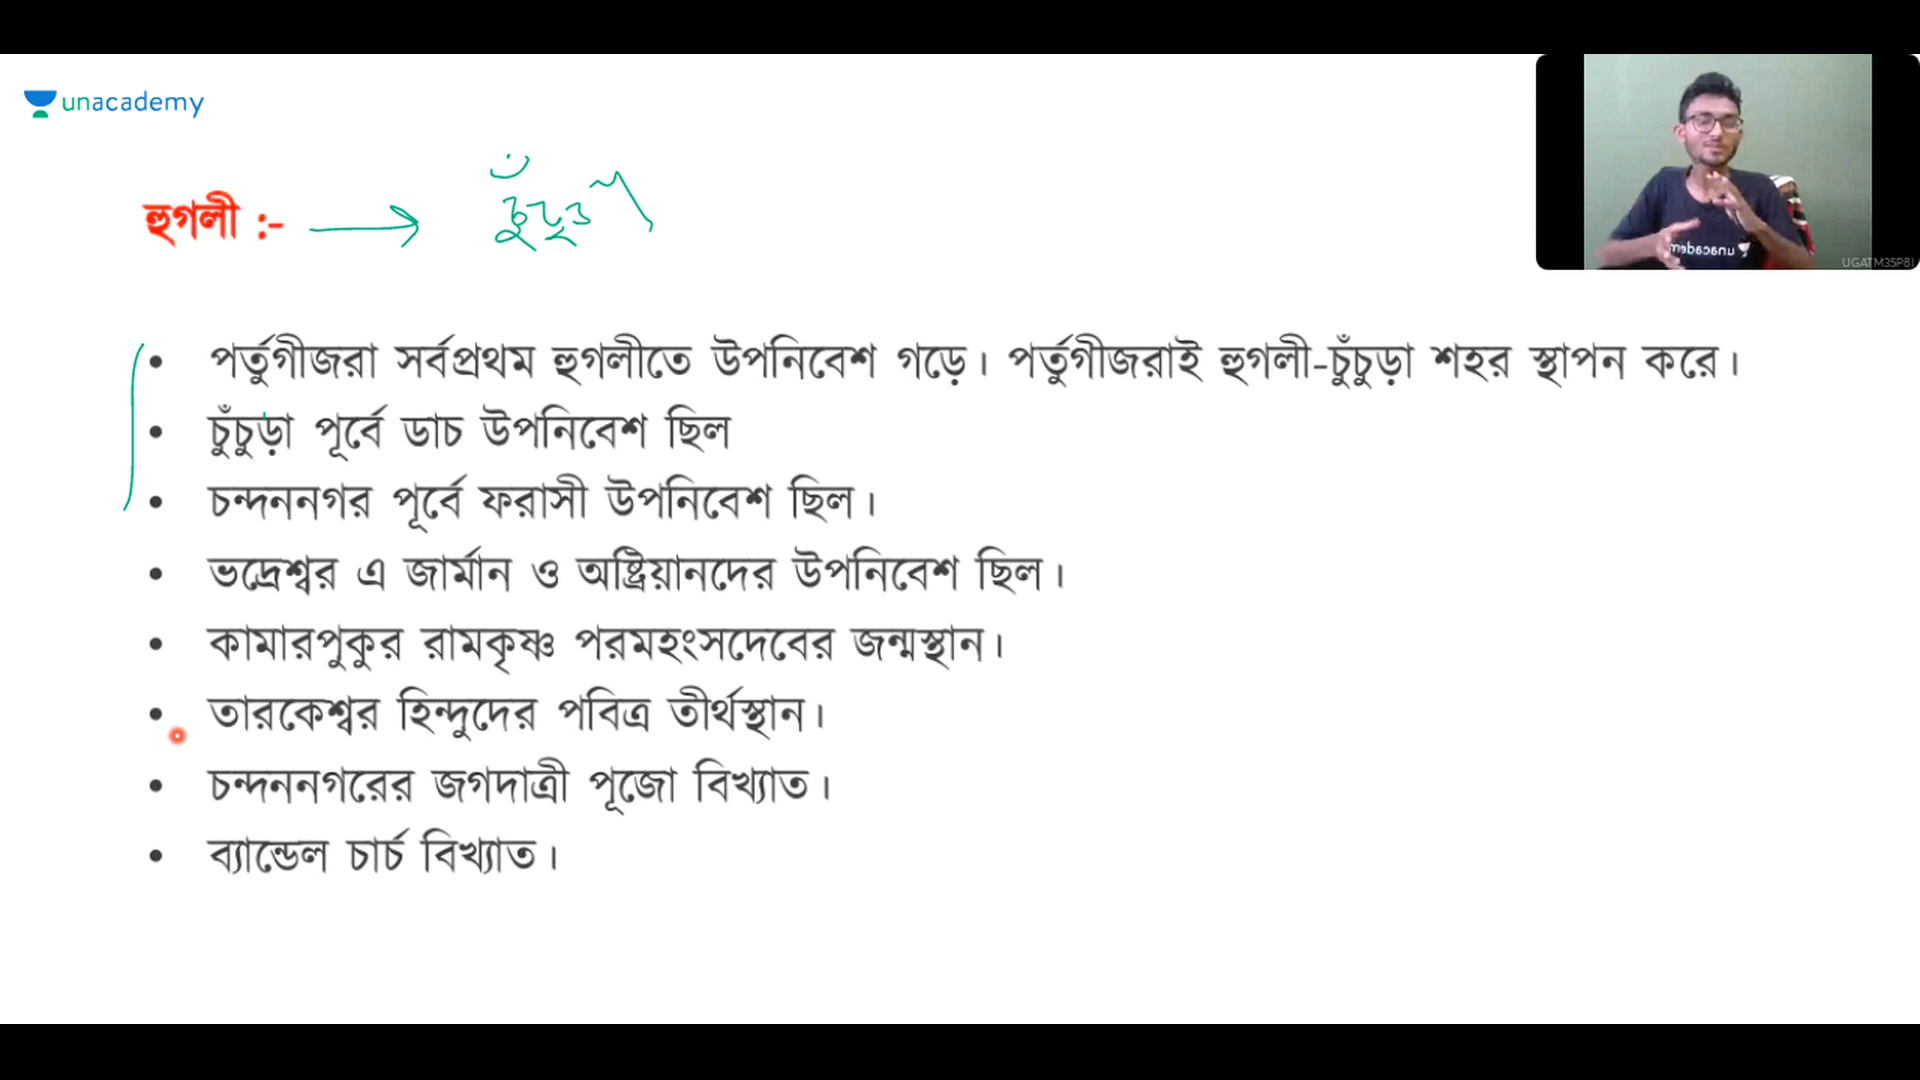 unacademy
হুগলী :-
চুঁচুড়া
unacademy
UGATM35P8I
• পর্তুগীজরা সর্বপ্রথম হুগলীতে উপনিবেশ গড়ে। পর্তুগীজরাই হুগলী-চুঁচুড়া শহর স্থাপন করে।
• চুঁচুড়া পূর্বে ডাচ উপনিবেশ ছিল
• চন্দননগর পূর্বে ফরাসী উপনিবেশ ছিল।
• ভদ্রেশ্বর এ জার্মান ও অষ্ট্রিয়ানদের উপনিবেশ ছিল।
• কামারপুকুর রামকৃষ্ণ পরমহংসদেবের জন্মস্থান।
• তারকেশ্বর হিন্দুদের পবিত্র তীর্থস্থান।
• চন্দননগরের জগদাত্রী পূজো বিখ্যাত।
• ব্যান্ডেল চার্চ বিখ্যাত।